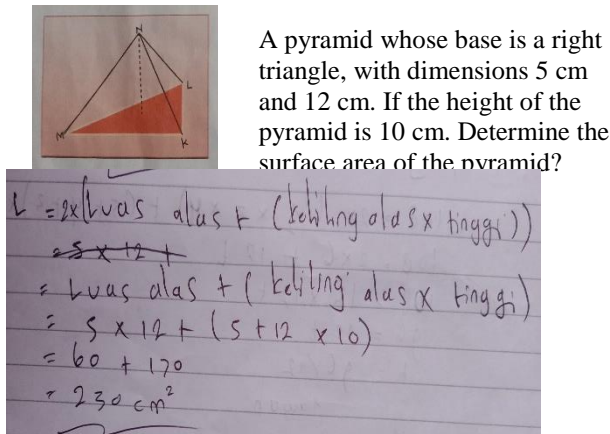 N
L
M
K
A pyramid whose base is a right
triangle, with dimensions 5 cm
and 12 cm. If the height of the
pyramid is 10 cm. Determine the
surface area of the pyramid?
L = 2x(Luas alas + (keliling alas x tinggi))
= 5 x 12 +
= Luas alas + ( keliling alas x tinggi)
= 5 x 12 + (5 + 12 x 10)
= 60 + 170
= 230 cm²